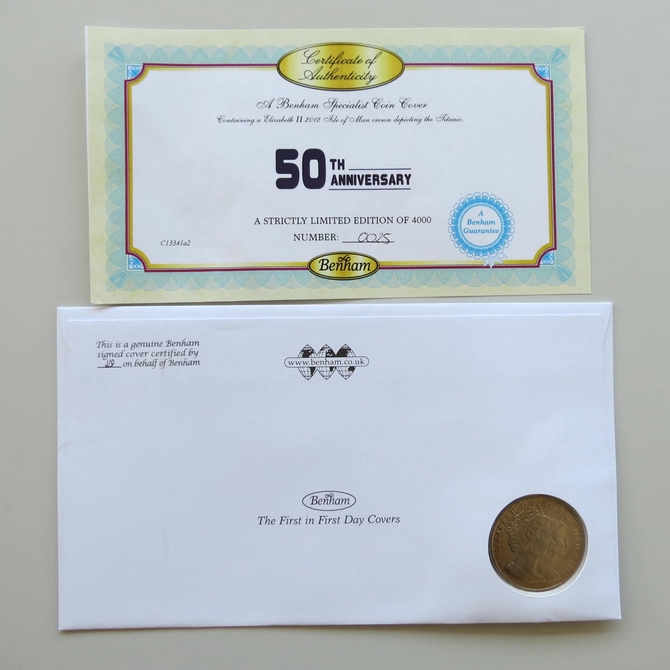 Certificate of
Authenticity
A Benham Specialist Coin Cover
Containing a Elizabeth II 2012 Isle of Man crown depicting the Titanic.
50TH
ANNIVERSARY
A STRICTLY LIMITED EDITION OF 4000
NUMBER: 0025
C13341a2
A
Benham
Guarantee
Benham
This is a genuine Benham
signed cover certified by
on behalf of Benham
www.benham.co.uk
Benham
The First in First Day Covers